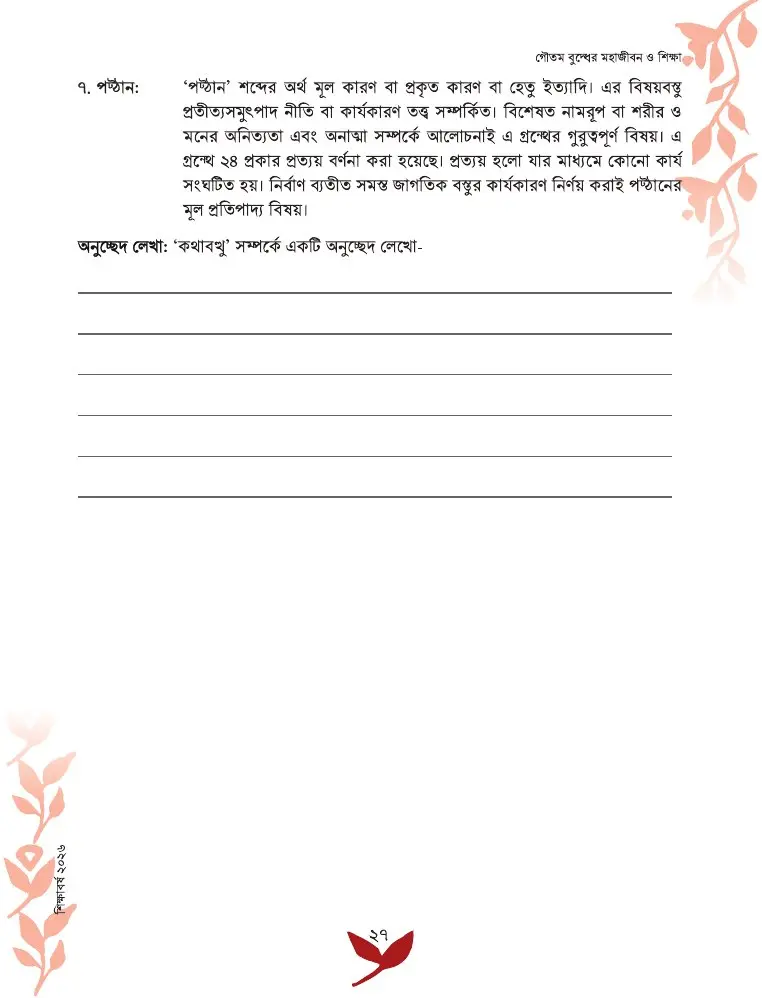 গৌতম বুদ্ধের মহাজীবন ও শিক্ষা
৭. পট্ঠান: ‘পট্ঠান’ শব্দের অর্থ মূল কারণ বা প্রকৃত কারণ বা হেতু ইত্যাদি। এর বিষয়বস্তু
প্রতীত্যসমুৎপাদ নীতি বা কার্যকারণ তত্ত্ব সম্পর্কিত। বিশেষত নামরূপ বা শরীর ও
মনের অনিত্যতা এবং অনাত্মা সম্পর্কে আলোচনাই এ গ্রন্থের গুরুত্বপূর্ণ বিষয়। এ
গ্রন্থে ২৪ প্রকার প্রত্যয় বর্ণনা করা হয়েছে। প্রত্যয় হলো যার মাধ্যমে কোনো কার্য
সংঘটিত হয়। নির্বাণ ব্যতীত সমস্ত জাগতিক বস্তুর কার্যকারণ নির্ণয় করাই পট্ঠানের
মূল প্রতিপাদ্য বিষয়।
অনুচ্ছেদ লেখা: ‘কথাবত্থু’ সম্পর্কে একটি অনুচ্ছেদ লেখো-
শিক্ষাবর্ষ ২০২৬
২৭